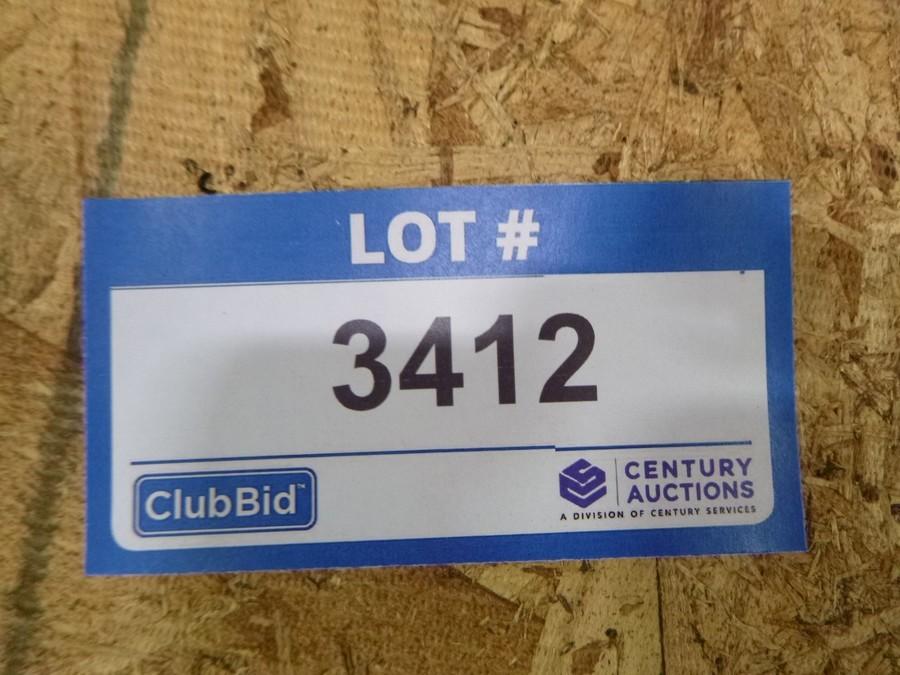 LOT #
3412
ClubBid™
CENTURY
AUCTIONS
A DIVISION OF CENTURY SERVICES